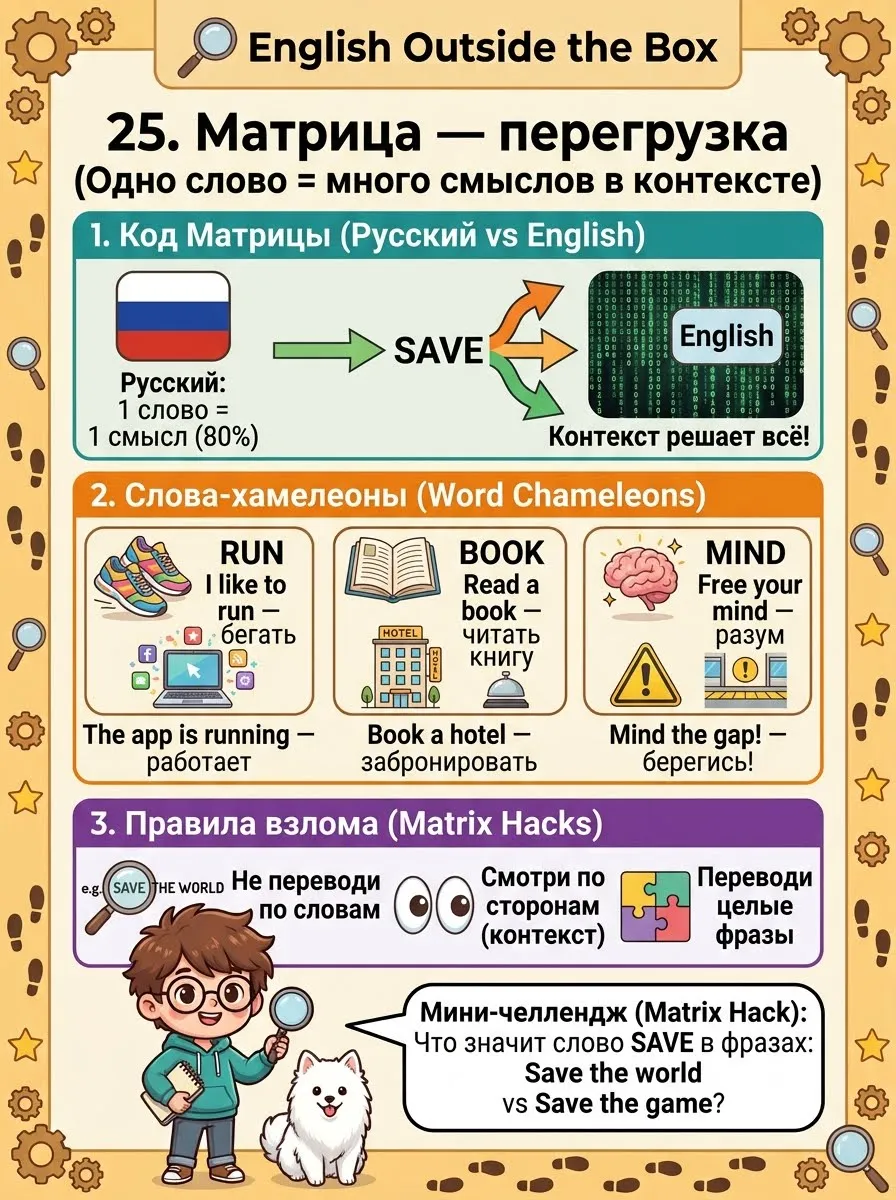 English Outside the Box
25. Матрица — перегрузка
(Одно слово = много смыслов в контексте)
1. Код Матрицы (Русский vs English)
Русский:
1 слово =
1 смысл (80%)
SAVE
English
Контекст решает всё!
2. Слова-хамелеоны (Word Chameleons)
RUN
I like to
run —
бегать
The app is running —
работает
BOOK
Read a
book —
читать
книгу
HOTEL
HOTEL
Book a hotel —
забронировать
MIND
Free your
mind —
разум
Mind the gap! —
берегись!
3. Правила взлома (Matrix Hacks)
e.g. SAVE THE WORLD
Не переводи
по словам
Смотри по
сторонам
(контекст)
Переводи
целые
фразы
Мини-челлендж (Matrix Hack):
Что значит слово SAVE в фразах:
Save the world
vs Save the game?